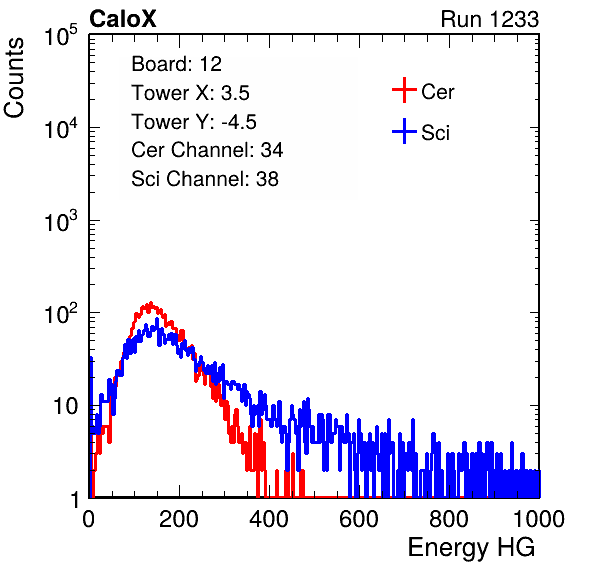 CaloX Run 1233
Counts
10^5
10^4
10^3
10^2
10
1
Board: 12
Tower X: 3.5
Tower Y: -4.5
Cer Channel: 34
Sci Channel: 38
Cer
Sci
0 200 400 600 800 1000
Energy HG